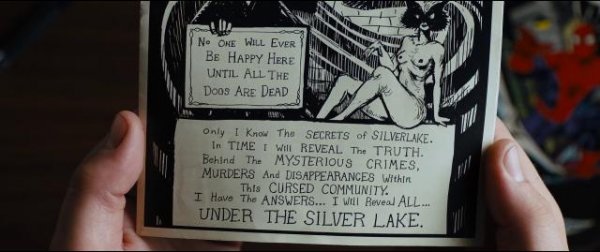 No One Will Ever
Be Happy Here
Until All The
Dogs Are Dead
Only I Know The SECRETS of SILVERLAKE.
In TIME I Will REVEAL The TRUTH.
Behind The MYSTERIOUS CRIMES,
MURDERS And DISAPPEARANCES Within
This CURSED COMMUNITY.
I Have The ANSWERS... I Will Reveal ALL...
UNDER THE SILVER LAKE.